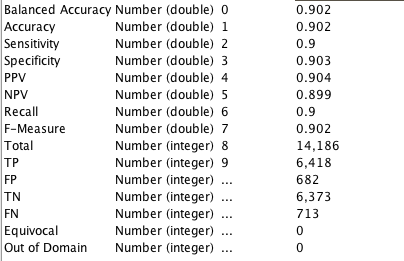 Balanced Accuracy Number (double) 0 0.902
Accuracy Number (double) 1 0.902
Sensitivity Number (double) 2 0.9
Specificity Number (double) 3 0.903
PPV Number (double) 4 0.904
NPV Number (double) 5 0.899
Recall Number (double) 6 0.9
F-Measure Number (double) 7 0.902
Total Number (integer) 8 14,186
TP Number (integer) 9 6,418
FP Number (integer) ... 682
TN Number (integer) ... 6,373
FN Number (integer) ... 713
Equivocal Number (integer) ... 0
Out of Domain Number (integer) ... 0